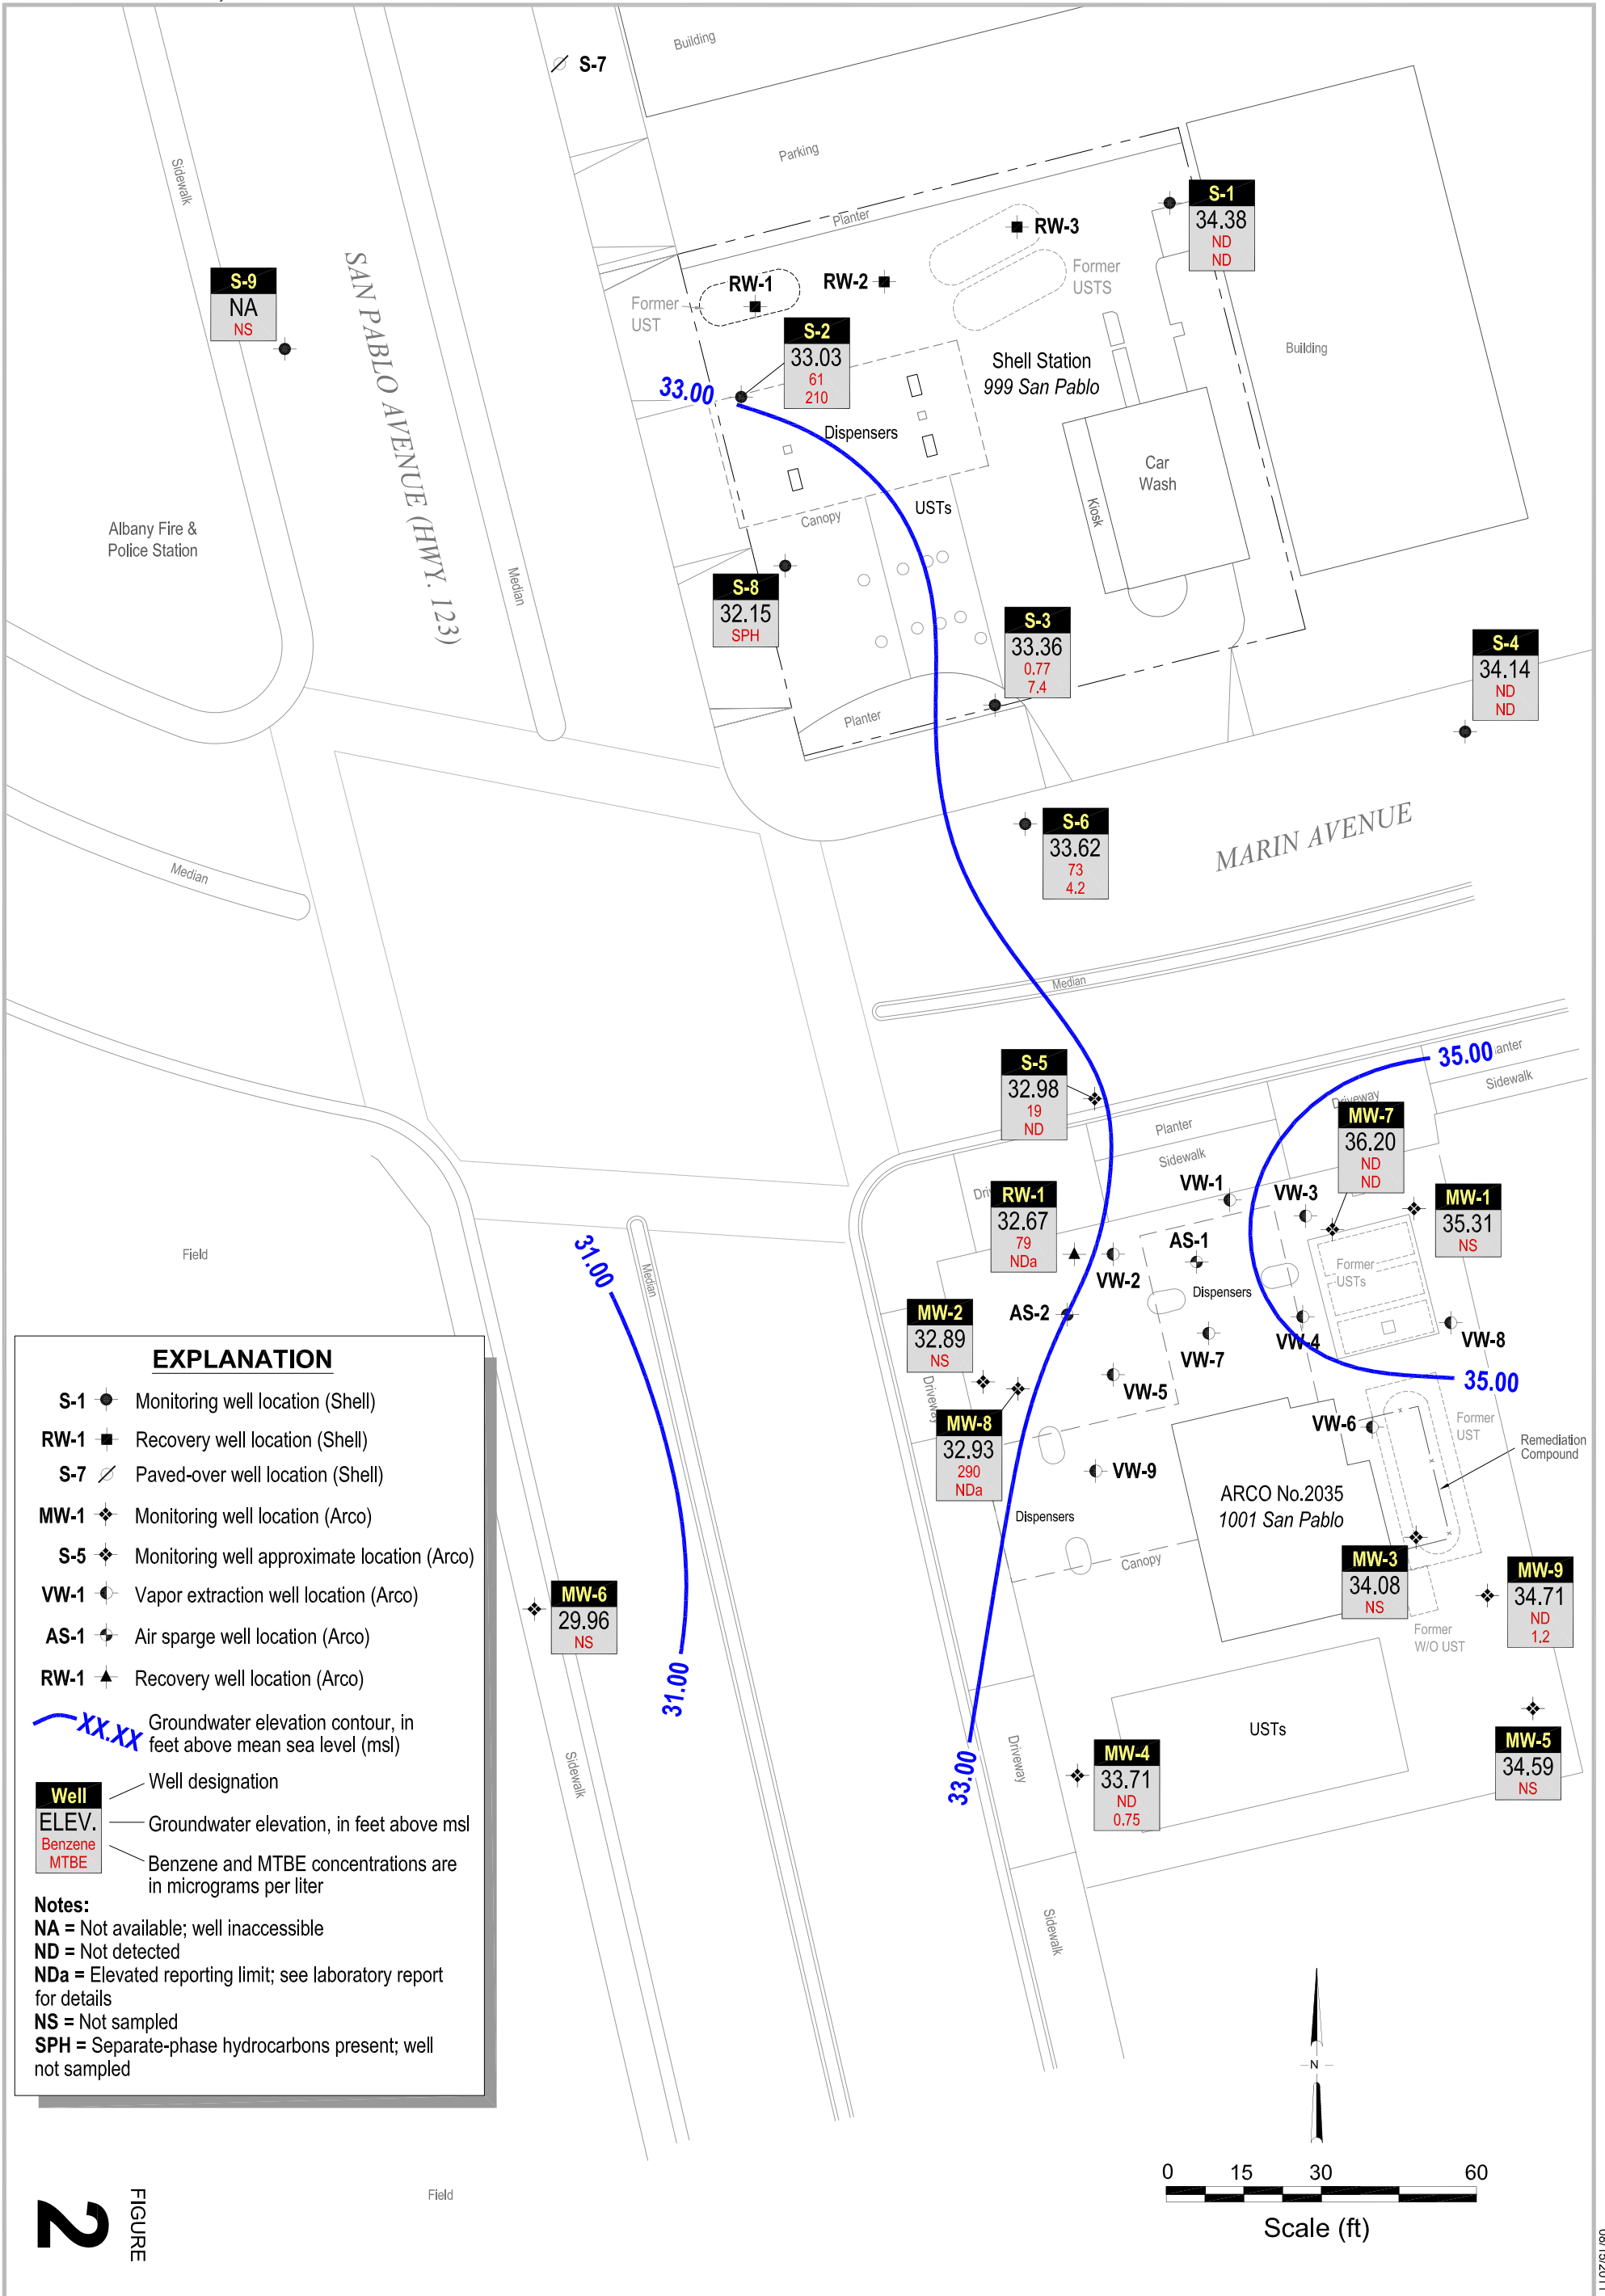 Building
S-7
Parking
Sidewalk
Planter
S-1
34.38
ND
ND
RW-3
RW-2
RW-1
Former
UST
Former
USTS
S-9
NA
NS
SAN PABLO AVENUE (HWY. 123)
S-2
33.03
61
210
Shell Station
999 San Pablo
Building
33.00
Dispensers
Car
Wash
Kiosk
USTs
Canopy
Albany Fire &
Police Station
Median
S-8
32.15
SPH
S-3
33.36
0.77
7.4
S-4
34.14
ND
ND
Planter
S-6
33.62
73
4.2
MARIN AVENUE
Median
Median
S-5
32.98
19
ND
35.00
anter
Sidewalk
Driveway
Planter
Sidewalk
MW-7
36.20
ND
ND
VW-1
VW-3
MW-1
35.31
NS
RW-1
32.67
79
NDa
VW-2
AS-1
Former
USTs
Dispensers
Field
31.00
Median
MW-2
32.89
NS
AS-2
VW-7
VW-4
VW-8
35.00
VW-5
Driveway
MW-8
32.93
290
NDa
VW-6
Former
UST
Remediation
Compound
VW-9
ARCO No.2035
1001 San Pablo
Dispensers
Canopy
MW-3
34.08
NS
MW-9
34.71
ND
1.2
Former
W/O UST
MW-6
29.96
NS
31.00
USTs
MW-5
34.59
NS
33.00
Driveway
MW-4
33.71
ND
0.75
Sidewalk
Sidewalk
EXPLANATION
S-1 Monitoring well location (Shell)
RW-1 Recovery well location (Shell)
S-7 Paved-over well location (Shell)
MW-1 Monitoring well location (Arco)
S-5 Monitoring well approximate location (Arco)
VW-1 Vapor extraction well location (Arco)
AS-1 Air sparge well location (Arco)
RW-1 Recovery well location (Arco)
XX.XX Groundwater elevation contour, in
feet above mean sea level (msl)
Well
ELEV.
Benzene
MTBE
Well designation
Groundwater elevation, in feet above msl
Benzene and MTBE concentrations are
in micrograms per liter
Notes:
NA = Not available; well inaccessible
ND = Not detected
NDa = Elevated reporting limit; see laboratory report
for details
NS = Not sampled
SPH = Separate-phase hydrocarbons present; well
not sampled
N
0 15 30 60
Scale (ft)
Field
FIGURE
2